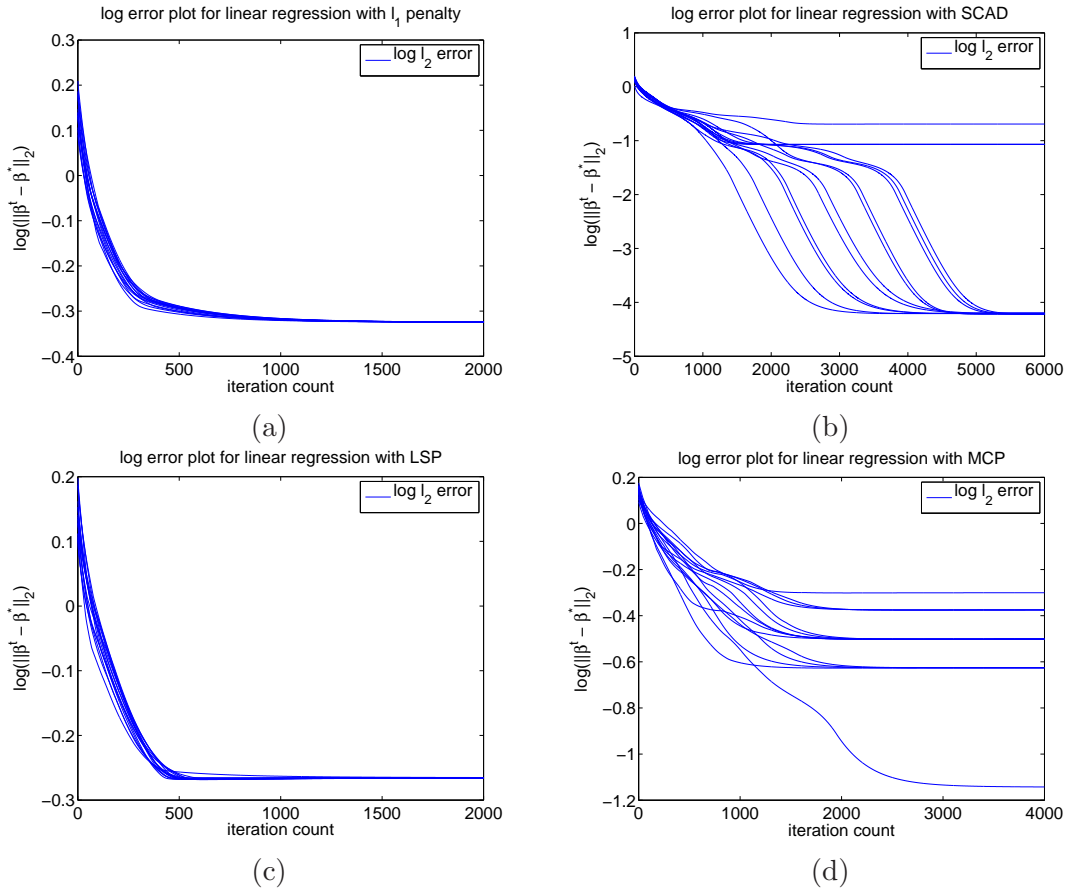 log error plot for linear regression with l₁ penalty
log l₂ error
0.3
0.2
0.1
0
−0.1
−0.2
−0.3
−0.4
log(||βᵗ − β*||₂)
0 500 1000 1500 2000
iteration count
(a)
log error plot for linear regression with SCAD
log l₂ error
1
0
−1
−2
−3
−4
−5
log(||βᵗ − β*||₂)
0 1000 2000 3000 4000 5000 6000
iteration count
(b)
log error plot for linear regression with LSP
log l₂ error
0.2
0.1
0
−0.1
−0.2
−0.3
log(||βᵗ − β*||₂)
0 500 1000 1500 2000
iteration count
(c)
log error plot for linear regression with MCP
log l₂ error
0.2
0
−0.2
−0.4
−0.6
−0.8
−1
−1.2
log(||βᵗ − β*||₂)
0 1000 2000 3000 4000
iteration count
(d)